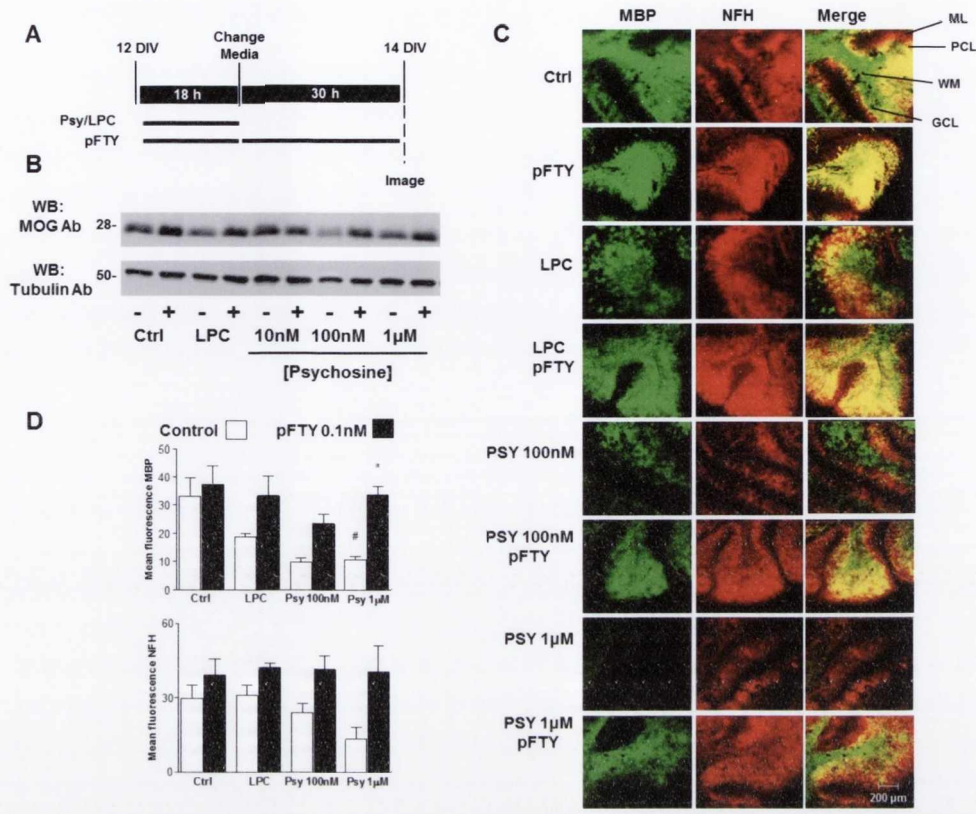 A
12 DIV
Change
Media
14 DIV
18 h
30 h
Psy/LPC
pFTY
Image
B
WB:
MOG Ab
28-
WB:
Tubulin Ab
50-
- + - + - + - + - +
Ctrl LPC 10nM 100nM 1µM
[Psychosine]
C
MBP NFH Merge
Ctrl
ML
PCL
WM
GCL
pFTY
LPC
LPC
pFTY
PSY 100nM
PSY 100nM
pFTY
PSY 1µM
PSY 1µM
pFTY
200 µm
D
Control pFTY 0.1nM
Mean fluorescence MBP
50
40
30
20
10
0
#
*
Ctrl LPC Psy 100nM Psy 1µM
Mean fluorescence NFH
60
30
0
Ctrl LPC Psy 100nM Psy 1µM